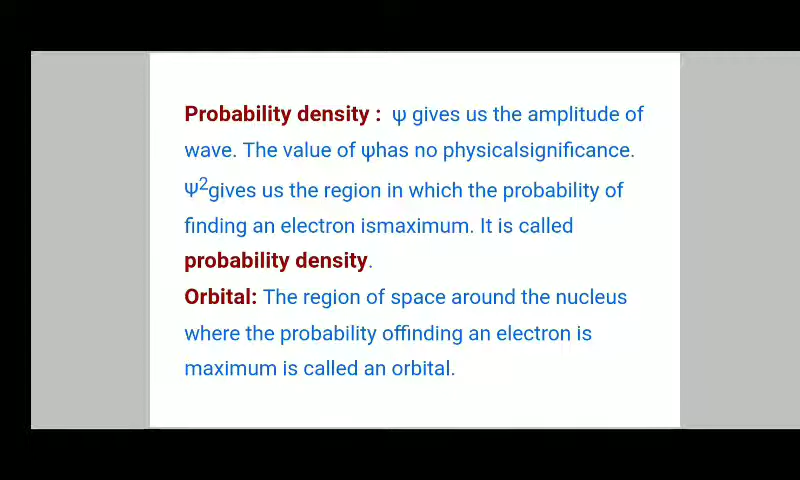 Probability density : ψ gives us the amplitude of
wave. The value of ψhas no physicalsignificance.
Ψ²gives us the region in which the probability of
finding an electron ismaximum. It is called
probability density.
Orbital: The region of space around the nucleus
where the probability offinding an electron is
maximum is called an orbital.